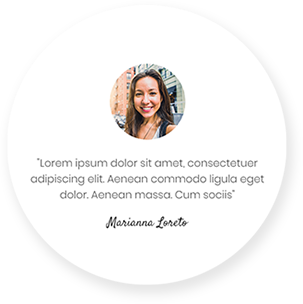 "Lorem ipsum dolor sit amet, consectetuer
adipiscing elit. Aenean commodo ligula eget
dolor. Aenean massa. Cum sociis"
Marianna Loreto